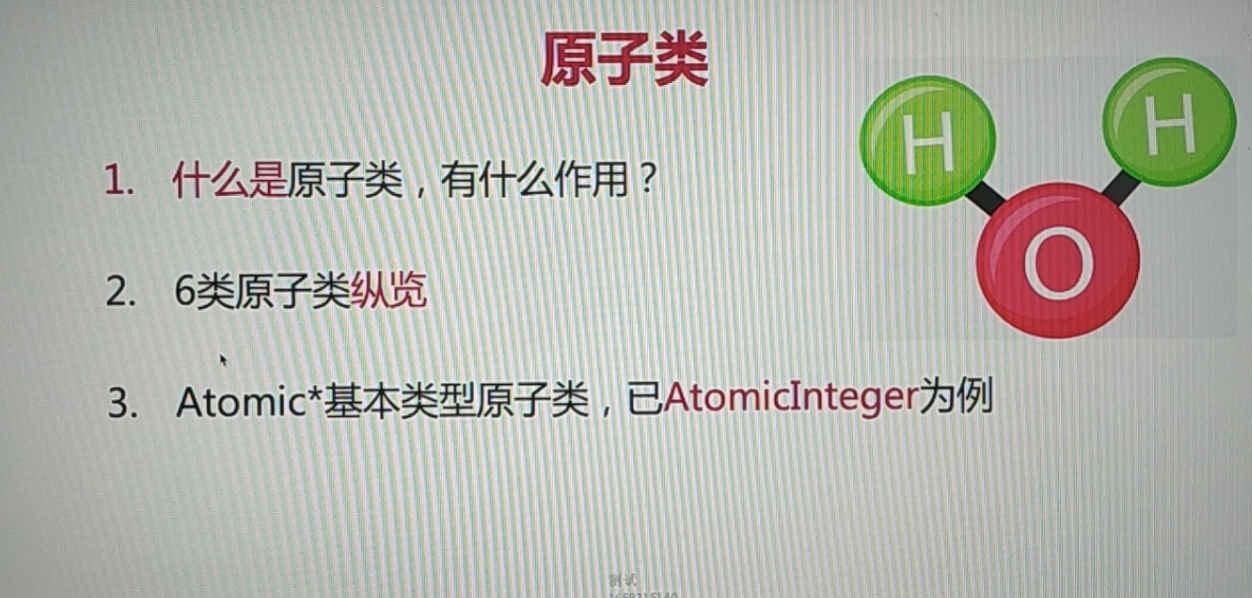 原子类
H
H
O
1. 什么是原子类，有什么作用？
2. 6类原子类纵览
3. Atomic*基本类型原子类，已AtomicInteger为例
测试